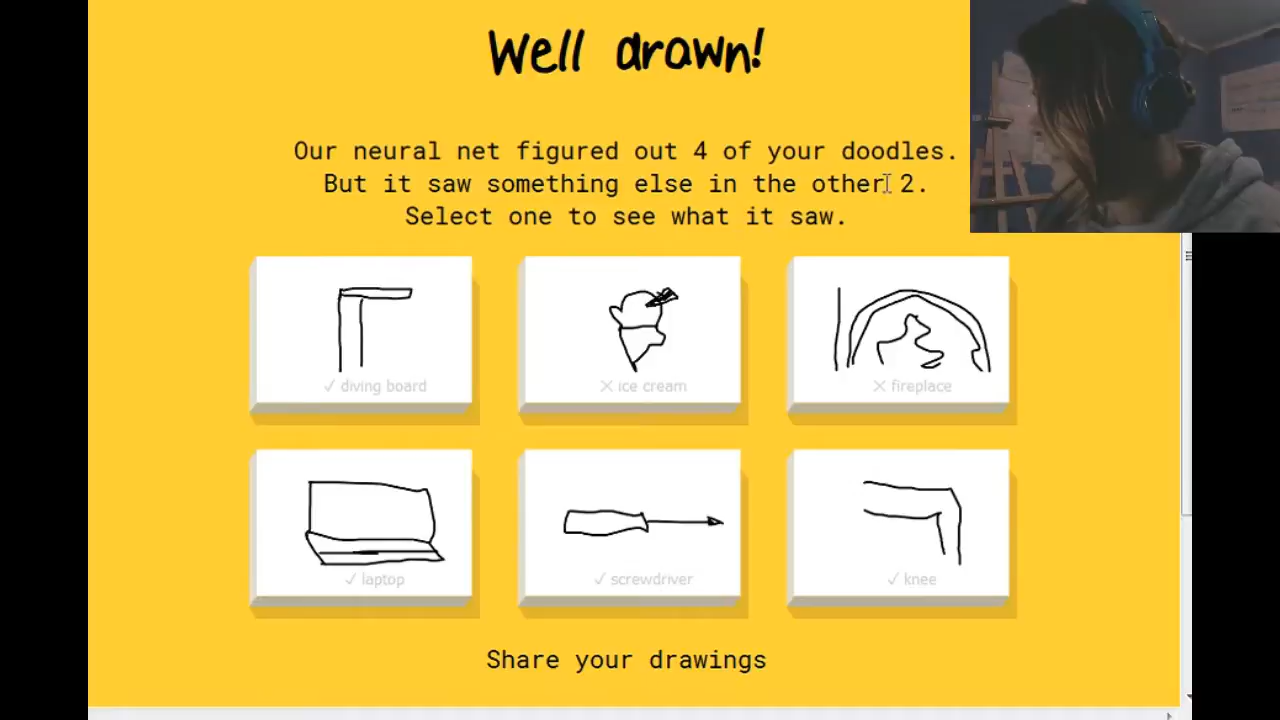 Well drawn!
Our neural net figured out 4 of your doodles.
But it saw something else in the other 2.
Select one to see what it saw.
✓ diving board
✕ ice cream
✕ fireplace
✓ laptop
✓ screwdriver
✓ knee
Share your drawings